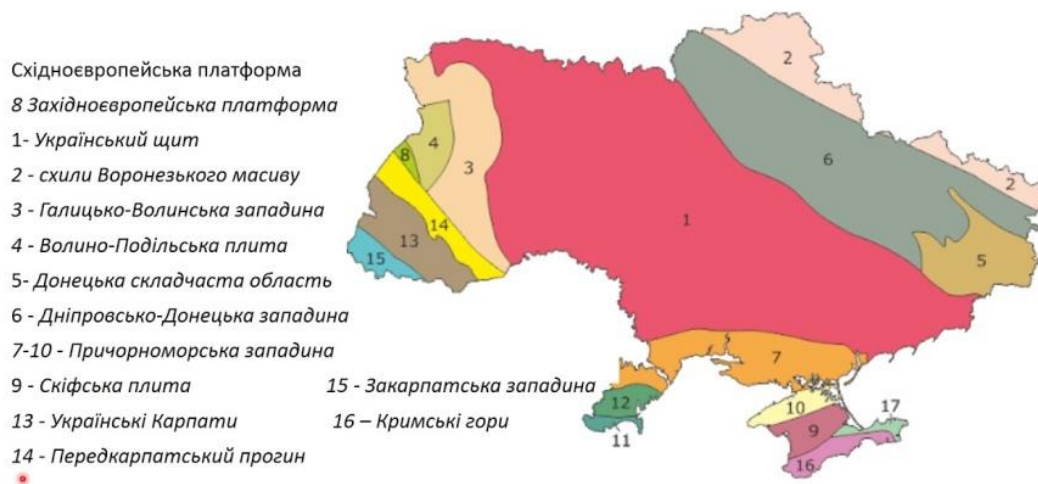 Східноєвропейська платформа
8 Західноєвропейська платформа
1- Український щит
2 - схили Воронезького масиву
3 - Галицько-Волинська западина
4 - Волино-Подільська плита
5- Донецька складчаста область
6 - Дніпровсько-Донецька западина
7-10 - Причорноморська западина
9 - Скіфська плита
15 - Закарпатська западина
13 - Українські Карпати
16 – Кримські гори
14 - Передкарпатський прогин
2
6
2
8
4
3
14
1
13
15
5
7
12
11
10
9
17
16